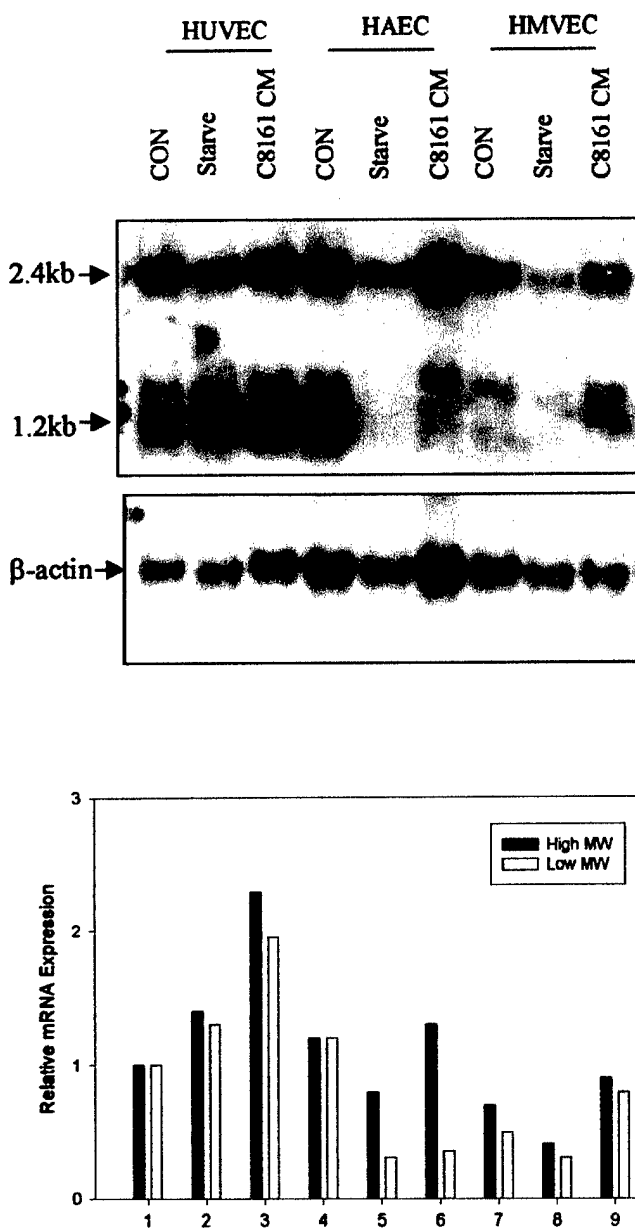 HUVEC HAEC HMVEC
CON Starve C8161 CM CON Starve C8161 CM CON Starve C8161 CM
2.4kb
1.2kb
β-actin
3
High MW
Low MW
2
Relative mRNA Expression
1
0
1 2 3 4 5 6 7 8 9